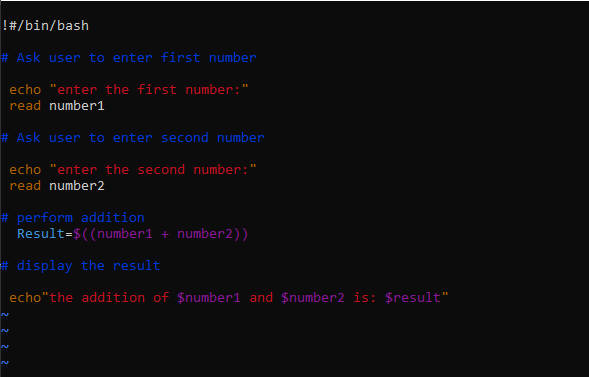 !#/bin/bash
# Ask user to enter first number
echo "enter the first number:"
read number1
# Ask user to enter second number
echo "enter the second number:"
read number2
# perform addition
Result=$((number1 + number2))
# display the result
echo"the addition of $number1 and $number2 is: $result"
~
~
~
~